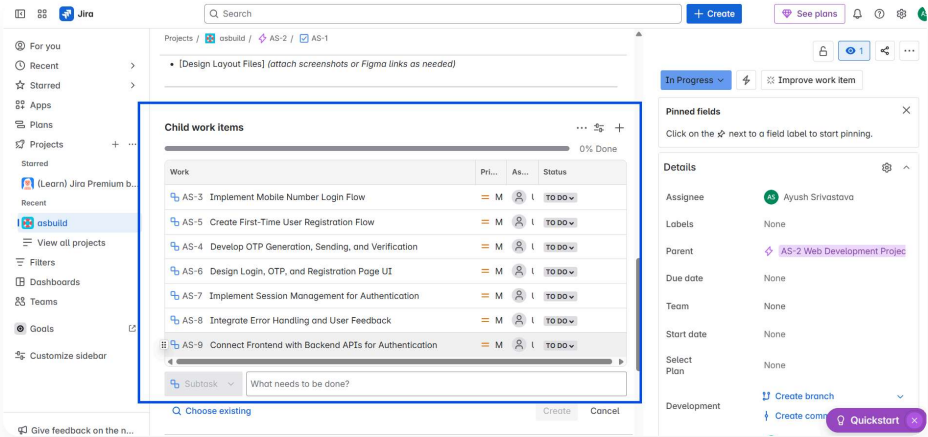 Jira
Search
+ Create
See plans
For you
Recent
Starred
Apps
Plans
Projects
Starred
(Learn) Jira Premium b...
Recent
asbuild
View all projects
Filters
Dashboards
Teams
Goals
Customize sidebar
Give feedback on the n...
Projects / asbuild / AS-2 / AS-1
• [Design Layout Files] (attach screenshots or Figma links as needed)
Child work items
0% Done
Work Pri... As... Status
AS-3 Implement Mobile Number Login Flow = M TO DO
AS-5 Create First-Time User Registration Flow = M TO DO
AS-4 Develop OTP Generation, Sending, and Verification = M TO DO
AS-6 Design Login, OTP, and Registration Page UI = M TO DO
AS-7 Implement Session Management for Authentication = M TO DO
AS-8 Integrate Error Handling and User Feedback = M TO DO
AS-9 Connect Frontend with Backend APIs for Authentication = M TO DO
Subtask What needs to be done?
Choose existing Create Cancel
1
In Progress Improve work item
Pinned fields
Click on the next to a field label to start pinning.
Details
Assignee AS Ayush Srivastava
Labels None
Parent AS-2 Web Development Projec
Due date None
Team None
Start date None
Select Plan None
Development Create branch
Create comm
Quickstart